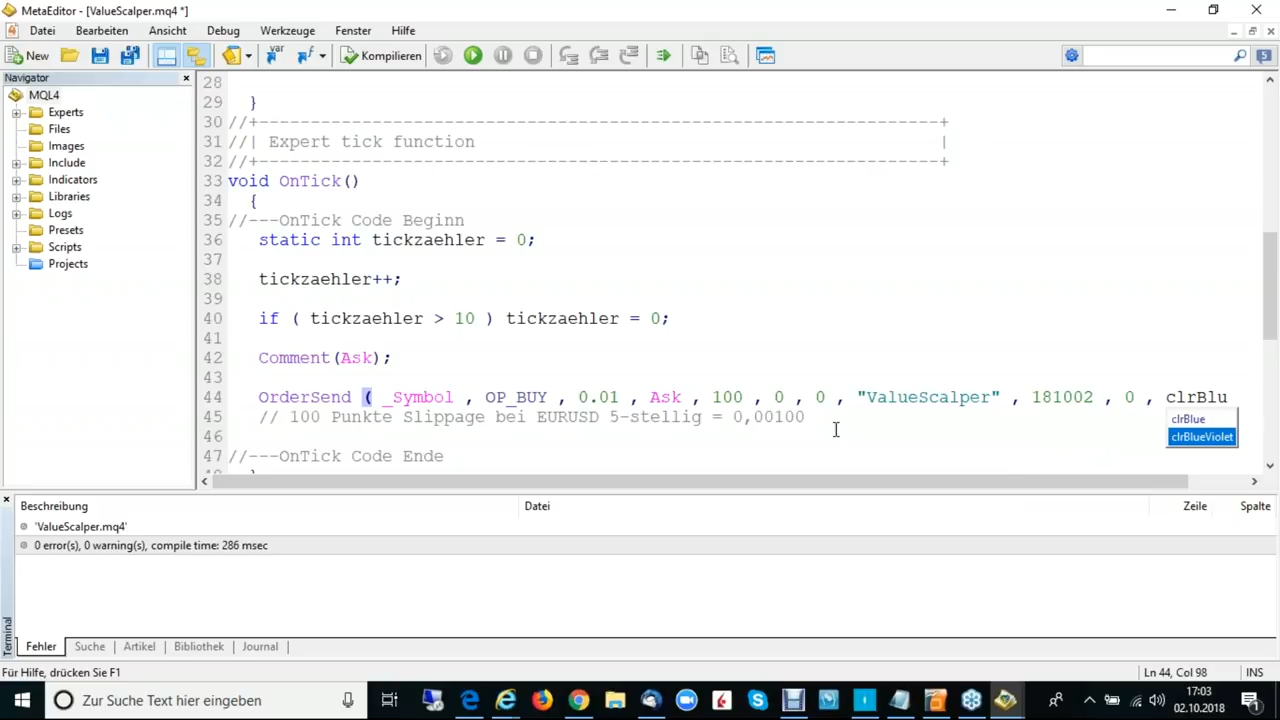 MetaEditor - [ValueScalper.mq4 *]
Datei Bearbeiten Ansicht Debug Werkzeuge Fenster Hilfe
New Kompilieren 5
Navigator
MQL4
Experts
Files
Images
Include
Indicators
Libraries
Logs
Presets
Scripts
Projects
28
29 }
30 //+------------------------------------------------------------------+
31 //| Expert tick function |
32 //+------------------------------------------------------------------+
33 void OnTick()
34 {
35 //---OnTick Code Beginn
36 static int tickzaehler = 0;
37
38 tickzaehler++;
39
40 if ( tickzaehler > 10 ) tickzaehler = 0;
41
42 Comment(Ask);
43
44 OrderSend ( _Symbol , OP_BUY , 0.01 , Ask , 100 , 0 , 0 , "ValueScalper" , 181002 , 0 , clrBlu
clrBlue
clrBlueViolet
45 // 100 Punkte Slippage bei EURUSD 5-stellig = 0,00100
46
47 //---OnTick Code Ende
Beschreibung Datei Zeile Spalte
'ValueScalper.mq4'
0 error(s), 0 warning(s), compile time: 286 msec
Terminal
Fehler Suche Artikel Bibliothek Journal
Für Hilfe, drücken Sie F1 Ln 44, Col 98 INS
Zur Suche Text hier eingeben
17:03
02.10.2018
1